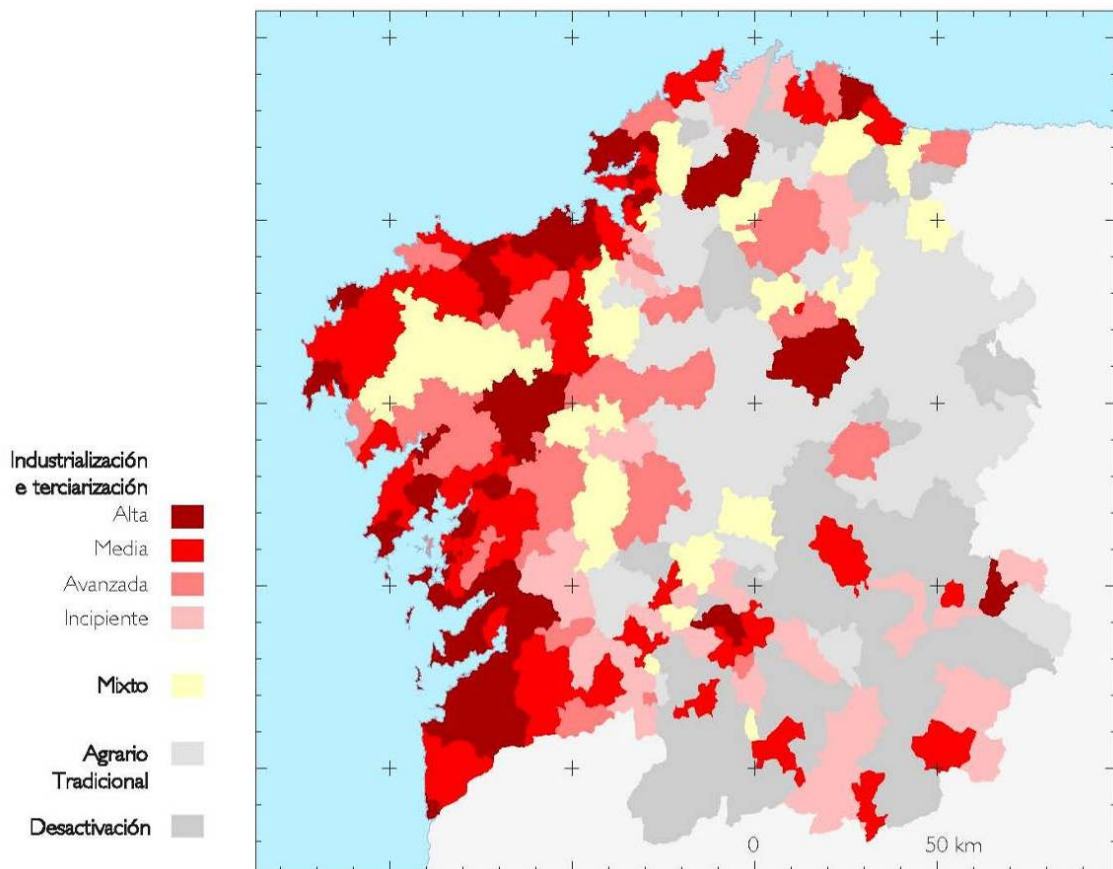 Industrialización
e terciarización
Alta
Media
Avanzada
Incipiente
Mixto
Agrario
Tradicional
Desactivación
0 50 km